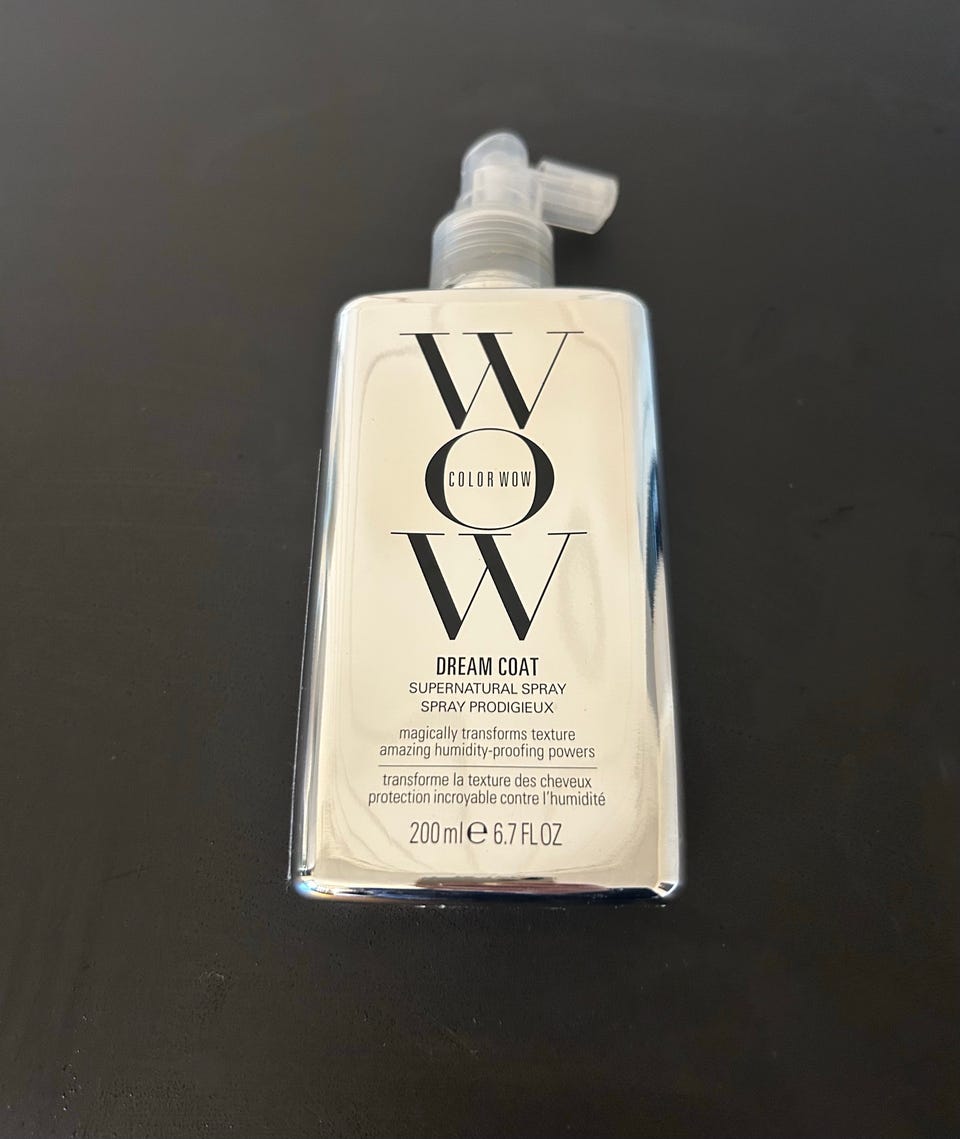 W
O
COLOR WOW
W
DREAM COAT
SUPERNATURAL SPRAY
SPRAY PRODIGIEUX
magically transforms texture
amazing humidity-proofing powers
transforme la texture des cheveux
protection incroyable contre l'humidité
200 ml ℮ 6.7 FL OZ